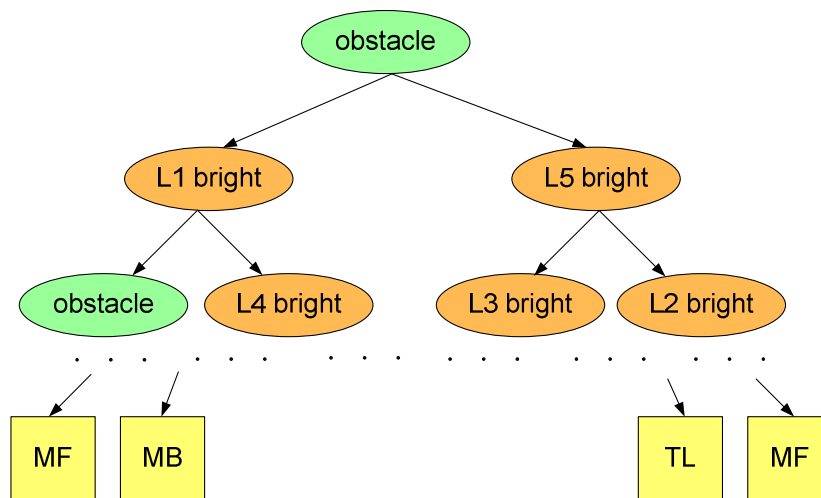 obstacle
L1 bright
L5 bright
obstacle
L4 bright
L3 bright
L2 bright
. . . . . . . . . . . . . . . . . .
MF
MB
TL
MF